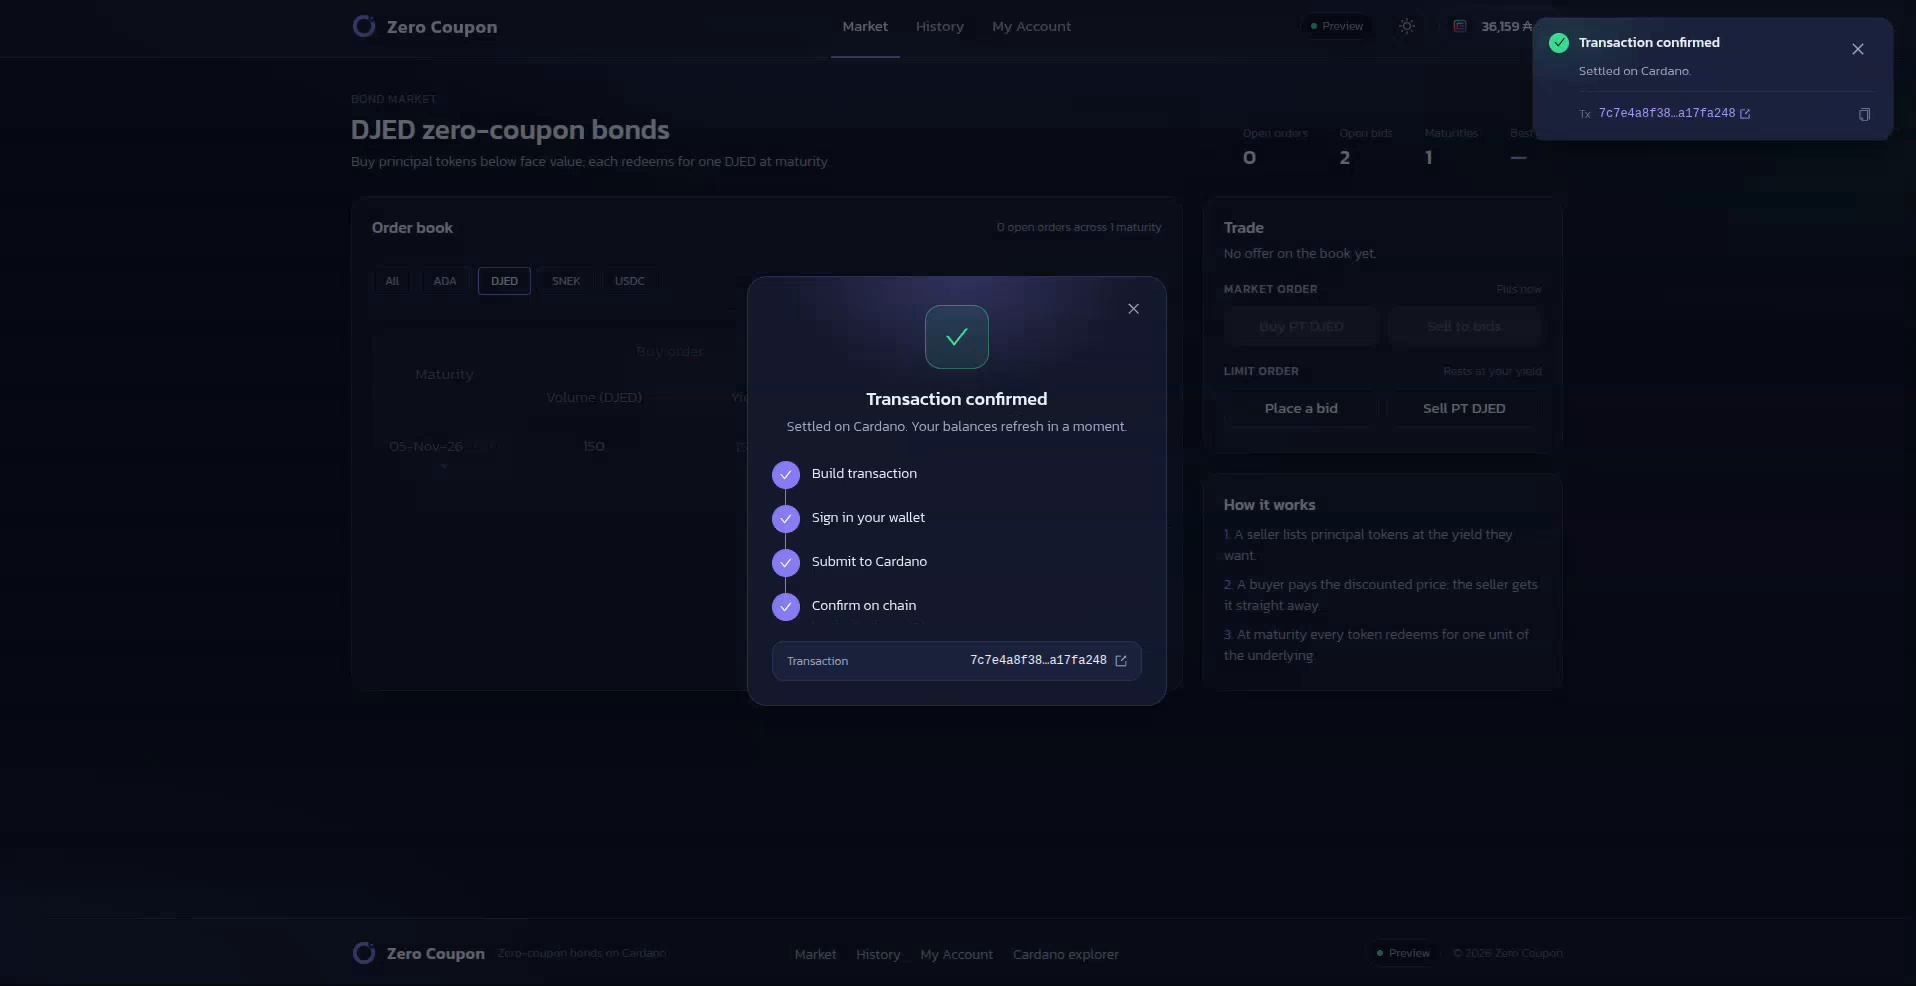 Zero Coupon
Market History My Account
Preview
36,159 ₳
Transaction confirmed
Settled on Cardano.
Tx 7c7e4a8f38…a17fa248
BOND MARKET
DJED zero-coupon bonds
Buy principal tokens below face value; each redeems for one DJED at maturity.
Open orders Open bids Maturities Best
0 2 1 —
Order book
0 open orders across 1 maturity
All ADA DJED SNEK USDC
Buy order
Maturity
Volume (DJED)
05-Nov-26 150
Trade
No offer on the book yet.
MARKET ORDER Fills now
Buy PT DJED Sell to bids
LIMIT ORDER Rests at your yield
Place a bid Sell PT DJED
How it works
1. A seller lists principal tokens at the yield they
want.
2. A buyer pays the discounted price; the seller gets
it straight away.
3. At maturity every token redeems for one unit of
the underlying.
Transaction confirmed
Settled on Cardano. Your balances refresh in a moment.
Build transaction
Sign in your wallet
Submit to Cardano
Confirm on chain
Transaction 7c7e4a8f38…a17fa248
Zero Coupon Zero-coupon bonds on Cardano
Market History My Account Cardano explorer
Preview © 2026 Zero Coupon